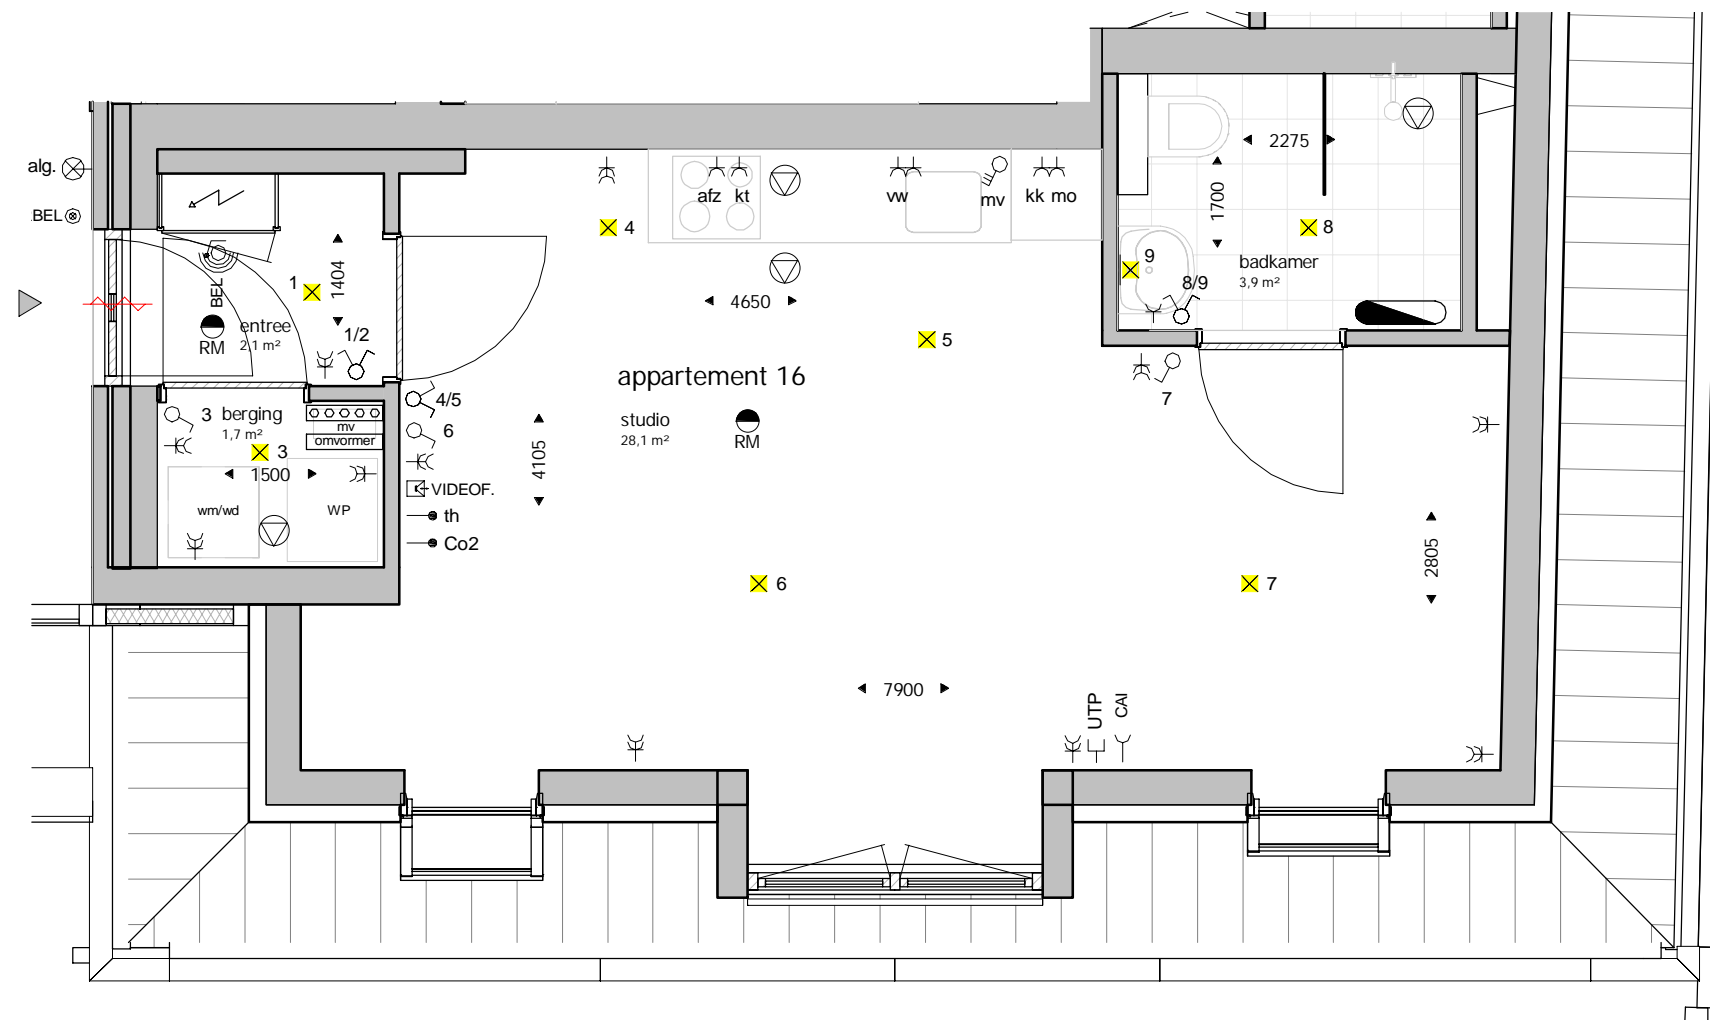 alg.
BEL
afz kt
vw
mv
kk mo
2275
1700
4
8
9
badkamer
3,9 m²
8/9
1
1404
BEL
4650
entree
2,1 m²
RM
1/2
5
appartement 16
7
3 berging
1,7 m²
mv
omvormer
4/5
6
studio
28,1 m²
RM
4105
3
1500
VIDEOF.
wm/wd
WP
th
Co2
2805
6
7
7900
UTP
CAI